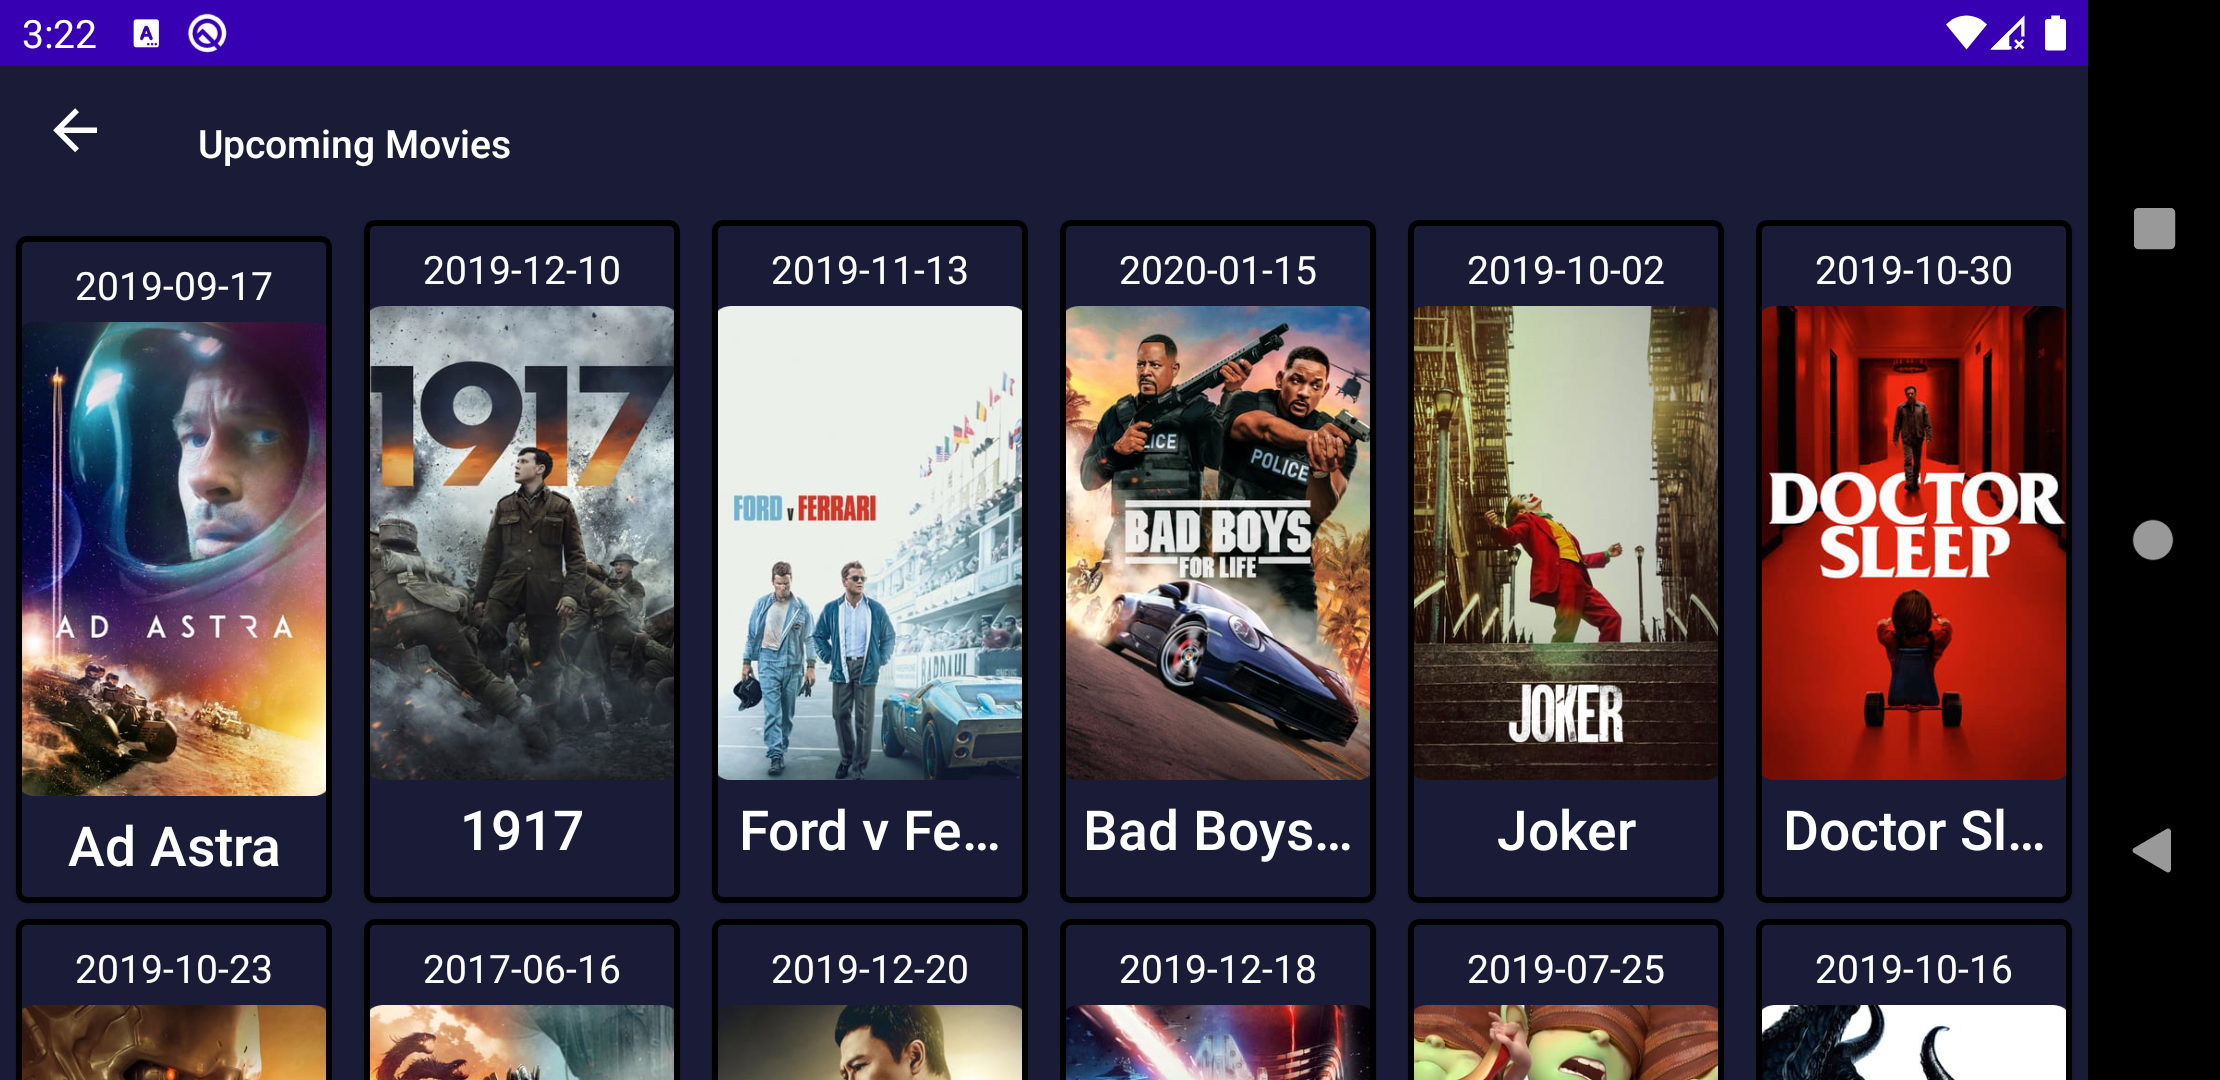 3:22
Upcoming Movies
2019-09-17
2019-12-10
2019-11-13
2020-01-15
2019-10-02
2019-10-30
AD ASTRA
1917
FORD v FERRARI
LICE
POLICE
BAD BOYS
FOR LIFE
BARDAHL
JOKER
DOCTOR
SLEEP
Ad Astra
1917
Ford v Fe...
Bad Boys...
Joker
Doctor Sl...
2019-10-23
2017-06-16
2019-12-20
2019-12-18
2019-07-25
2019-10-16